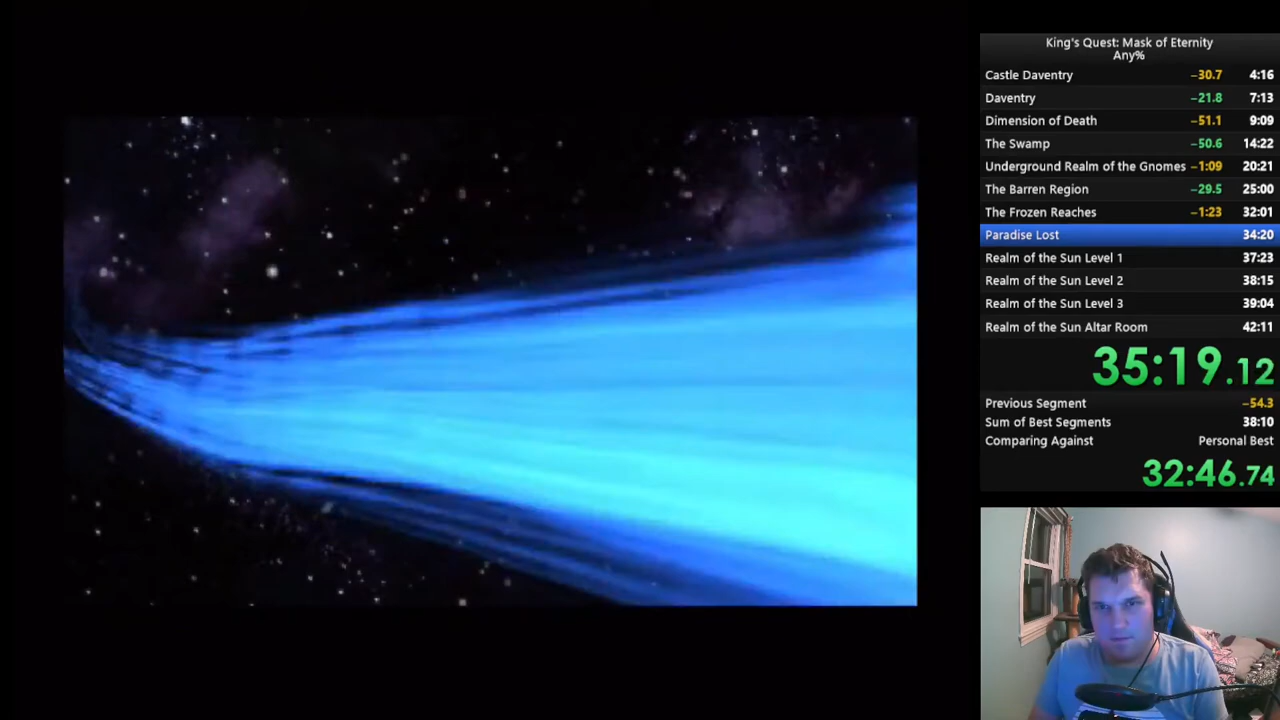 King's Quest: Mask of Eternity
Any%
Castle Daventry −30.7 4:16
Daventry −21.8 7:13
Dimension of Death −51.1 9:09
The Swamp −50.6 14:22
Underground Realm of the Gnomes −1:09 20:21
The Barren Region −29.5 25:00
The Frozen Reaches −1:23 32:01
Paradise Lost 34:20
Realm of the Sun Level 1 37:23
Realm of the Sun Level 2 38:15
Realm of the Sun Level 3 39:04
Realm of the Sun Altar Room 42:11
35:19.12
Previous Segment −54.3
Sum of Best Segments 38:10
Comparing Against Personal Best
32:46.74